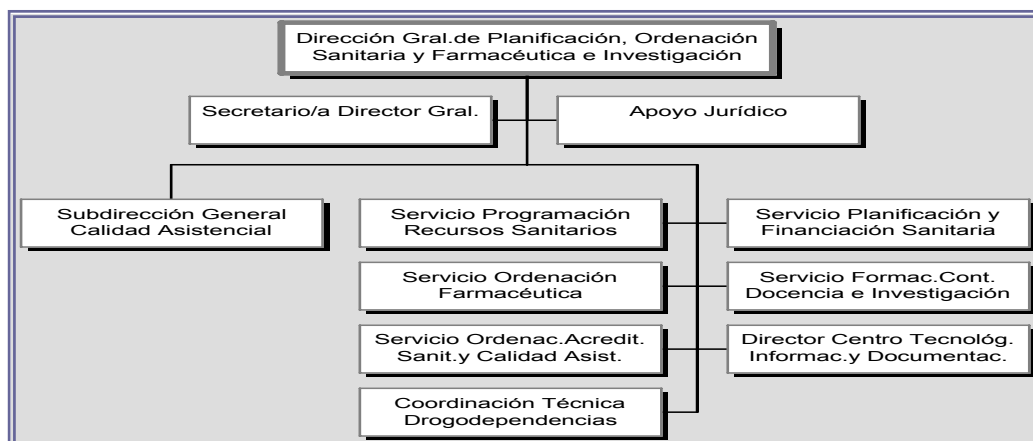 Dirección Gral.de Planificación, Ordenación
Sanitaria y Farmacéutica e Investigación
Secretario/a Director Gral.
Apoyo Jurídico
Subdirección General
Calidad Asistencial
Servicio Programación
Recursos Sanitarios
Servicio Planificación y
Financiación Sanitaria
Servicio Ordenación
Farmacéutica
Servicio Formac.Cont.
Docencia e Investigación
Servicio Ordenac.Acredit.
Sanit.y Calidad Asist.
Director Centro Tecnológ.
Informac.y Documentac.
Coordinación Técnica
Drogodependencias